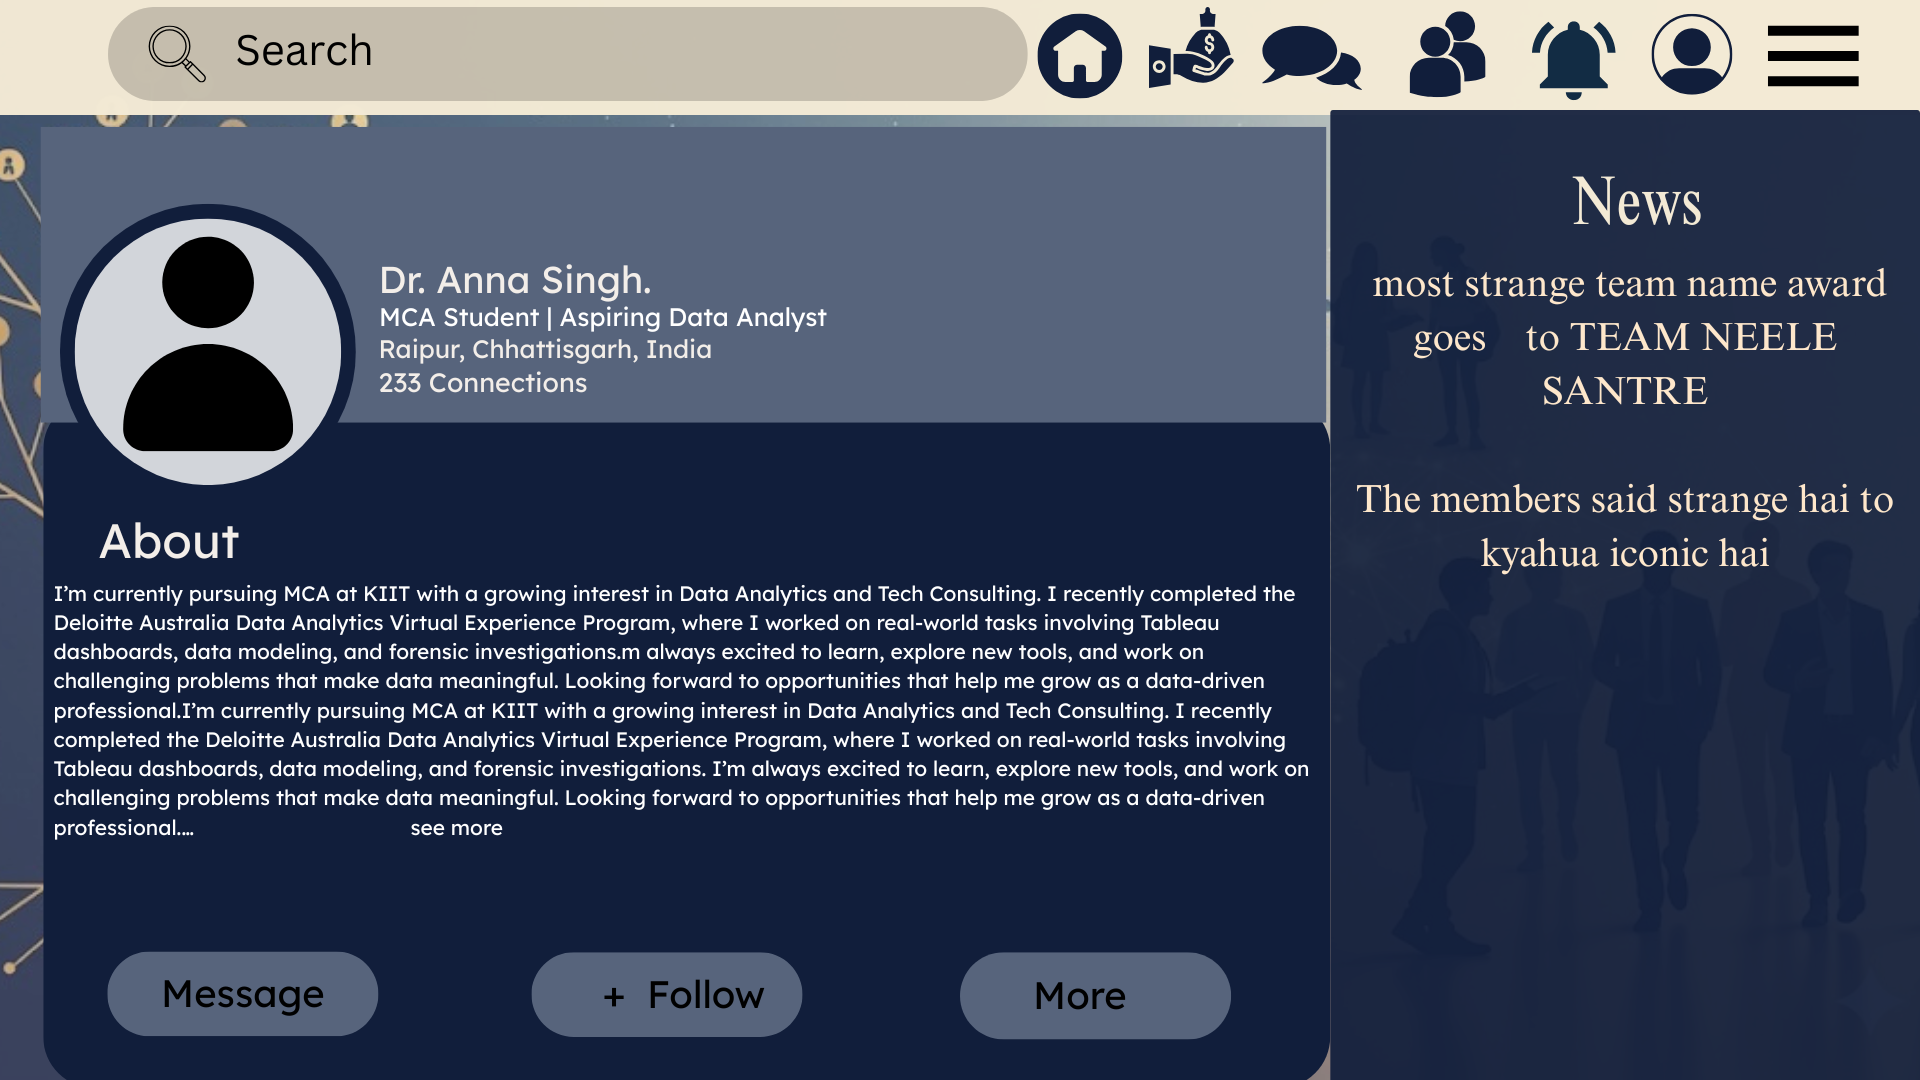 Search
$
Dr. Anna Singh.
MCA Student | Aspiring Data Analyst
Raipur, Chhattisgarh, India
233 Connections
About
I’m currently pursuing MCA at KIIT with a growing interest in Data Analytics and Tech Consulting. I recently completed the
Deloitte Australia Data Analytics Virtual Experience Program, where I worked on real-world tasks involving Tableau
dashboards, data modeling, and forensic investigations.m always excited to learn, explore new tools, and work on
challenging problems that make data meaningful. Looking forward to opportunities that help me grow as a data-driven
professional.I’m currently pursuing MCA at KIIT with a growing interest in Data Analytics and Tech Consulting. I recently
completed the Deloitte Australia Data Analytics Virtual Experience Program, where I worked on real-world tasks involving
Tableau dashboards, data modeling, and forensic investigations. I’m always excited to learn, explore new tools, and work on
challenging problems that make data meaningful. Looking forward to opportunities that help me grow as a data-driven
professional.... see more
Message
+ Follow
More
News
most strange team name award
goes to TEAM NEELE
SANTRE
The members said strange hai to
kyahua iconic hai